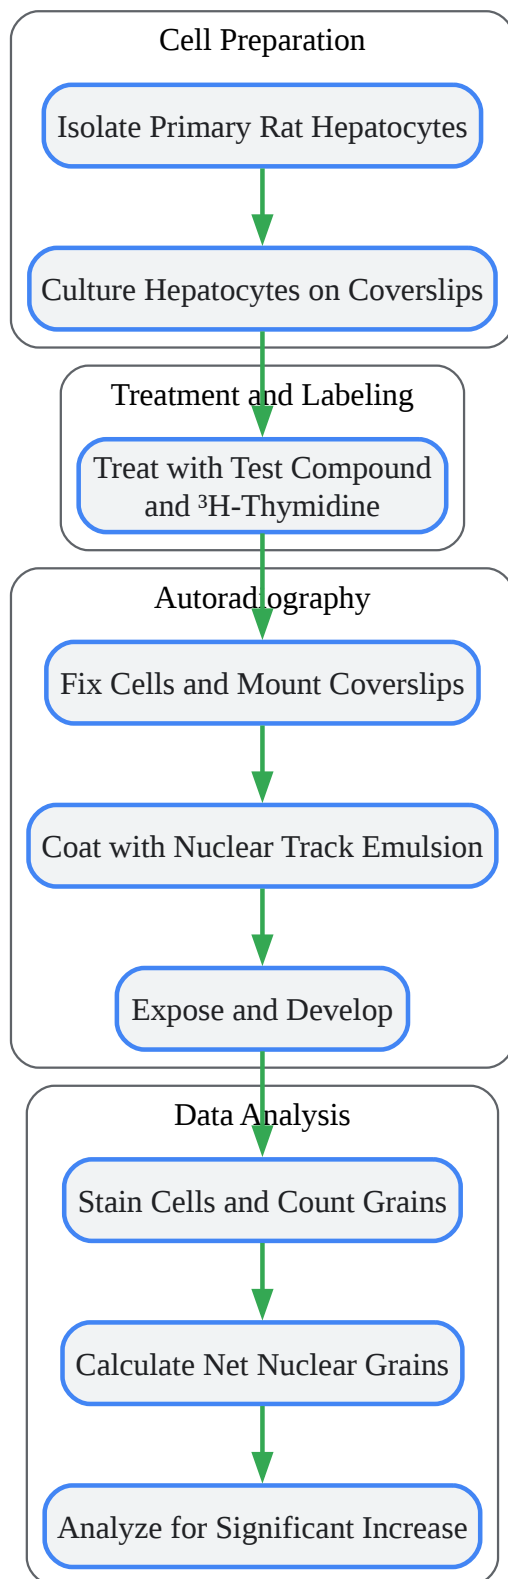 Cell Preparation
Isolate Primary Rat Hepatocytes
Culture Hepatocytes on Coverslips
Treatment and Labeling
Treat with Test Compound
and ³H-Thymidine
Autoradiography
Fix Cells and Mount Coverslips
Coat with Nuclear Track Emulsion
Expose and Develop
Data Analysis
Stain Cells and Count Grains
Calculate Net Nuclear Grains
Analyze for Significant Increase